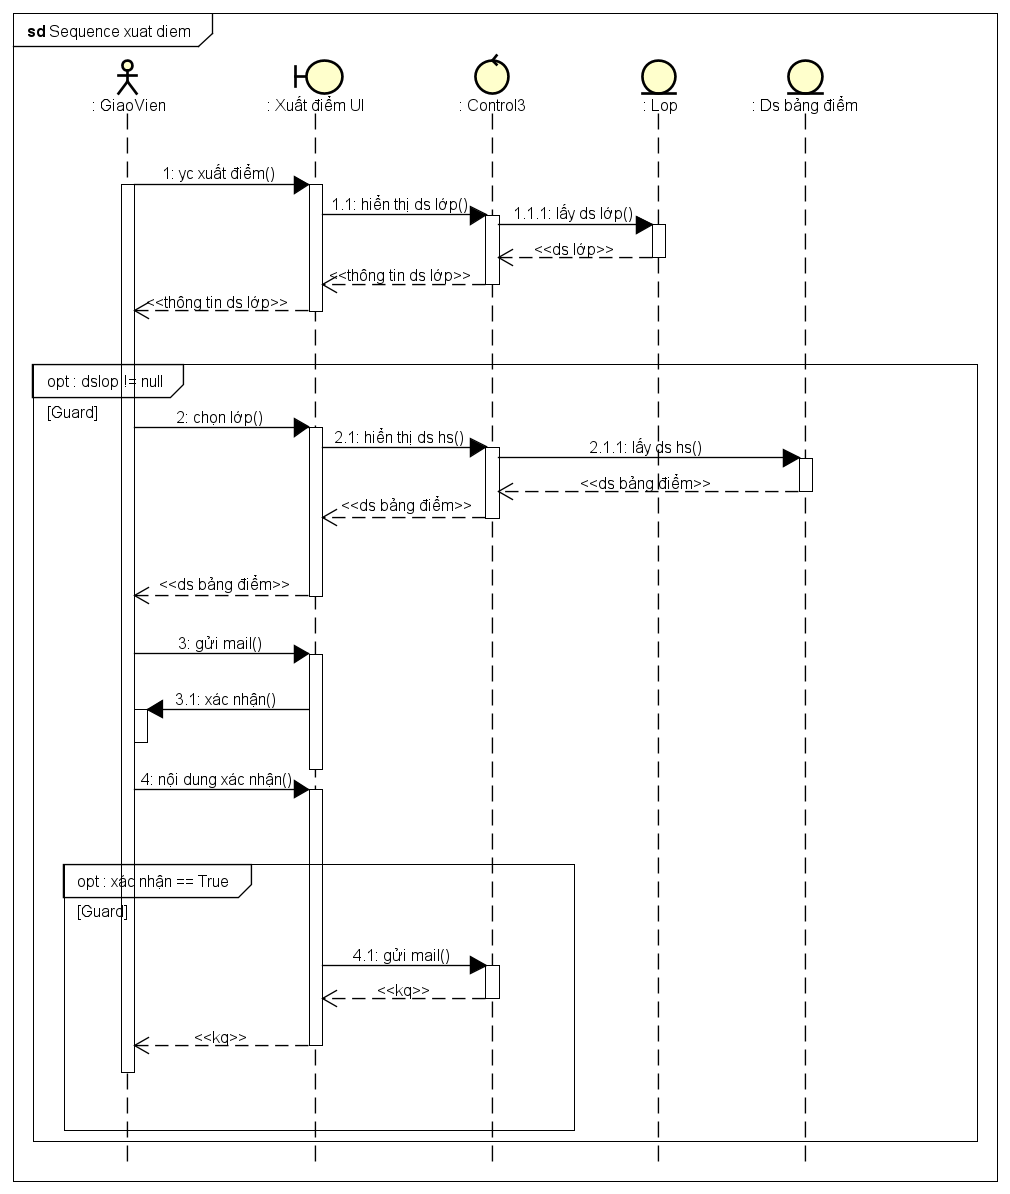 sd Sequence xuat diem
: GiaoVien
: Xuất điểm UI
: Control3
: Lop
: Ds bảng điểm
1: yc xuất điểm()
1.1: hiển thị ds lớp()
1.1.1: lấy ds lớp()
<<ds lớp>>
<<thông tin ds lớp>>
<<thông tin ds lớp>>
opt : dslop != null
[Guard]
2: chọn lớp()
2.1: hiển thị ds hs()
2.1.1: lấy ds hs()
<<ds bảng điểm>>
<<ds bảng điểm>>
<<ds bảng điểm>>
3: gửi mail()
3.1: xác nhận()
4: nội dung xác nhận()
opt : xác nhận == True
[Guard]
4.1: gửi mail()
<<kq>>
<<kq>>